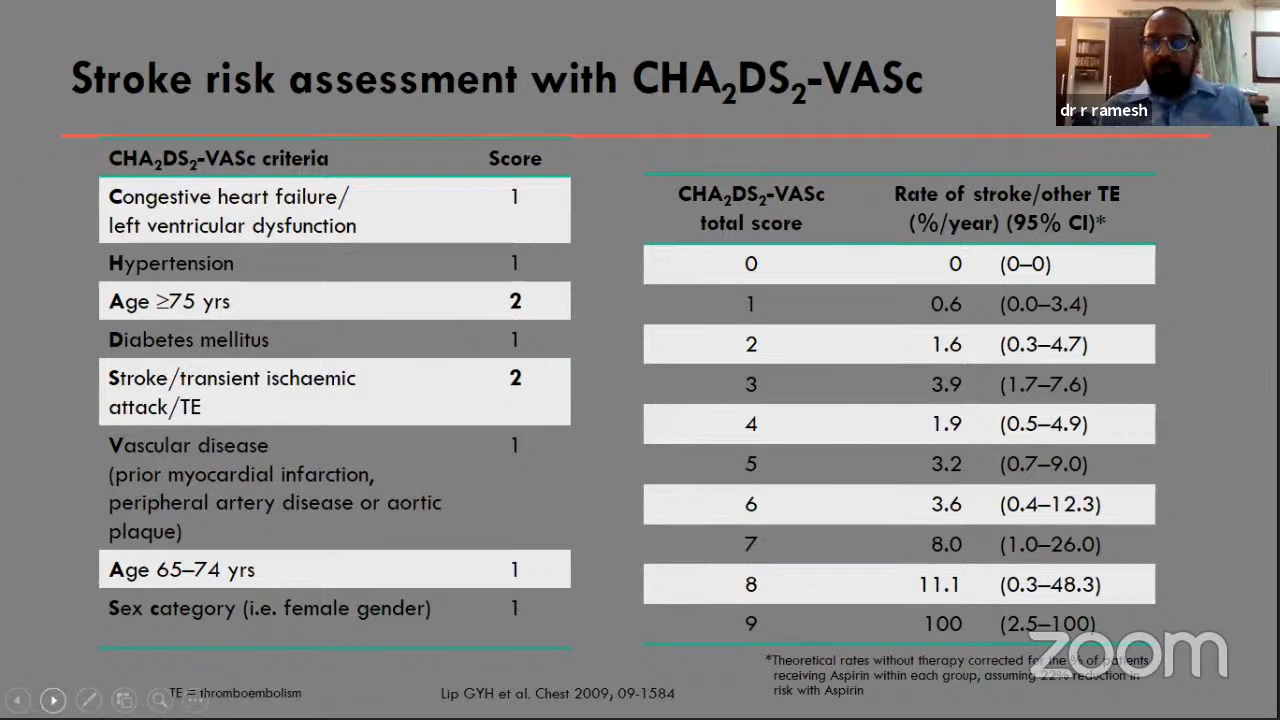 Stroke risk assessment with CHA₂DS₂-VASc
dr r ramesh
CHA₂DS₂-VASc criteria Score
Congestive heart failure/ 1
left ventricular dysfunction
Hypertension 1
Age ≥75 yrs 2
Diabetes mellitus 1
Stroke/transient ischaemic 2
attack/TE
Vascular disease 1
(prior myocardial infarction,
peripheral artery disease or aortic
plaque)
Age 65–74 yrs 1
Sex category (i.e. female gender) 1
CHA₂DS₂-VASc Rate of stroke/other TE
total score (%/year) (95% CI)*
0 0 (0–0)
1 0.6 (0.0–3.4)
2 1.6 (0.3–4.7)
3 3.9 (1.7–7.6)
4 1.9 (0.5–4.9)
5 3.2 (0.7–9.0)
6 3.6 (0.4–12.3)
7 8.0 (1.0–26.0)
8 11.1 (0.3–48.3)
9 100 (2.5–100)
*Theoretical rates without therapy corrected for the % of patients
receiving Aspirin within each group, assuming 22% reduction in
risk with Aspirin
TE = thromboembolism
Lip GYH et al. Chest 2009, 09-1584
zoom